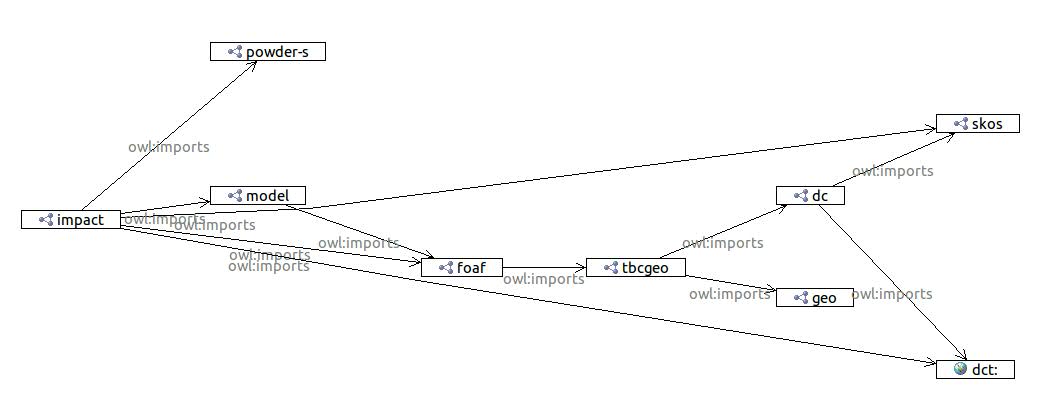 powder-s
skos
owl:imports
owl:imports
model
dc
impact
owl:imports
owl:imports
owl:imports
owl:imports
owl:imports
owl:imports
foaf
tbcgeo
owl:imports
owl:imports
owl:imports
geo
dct: